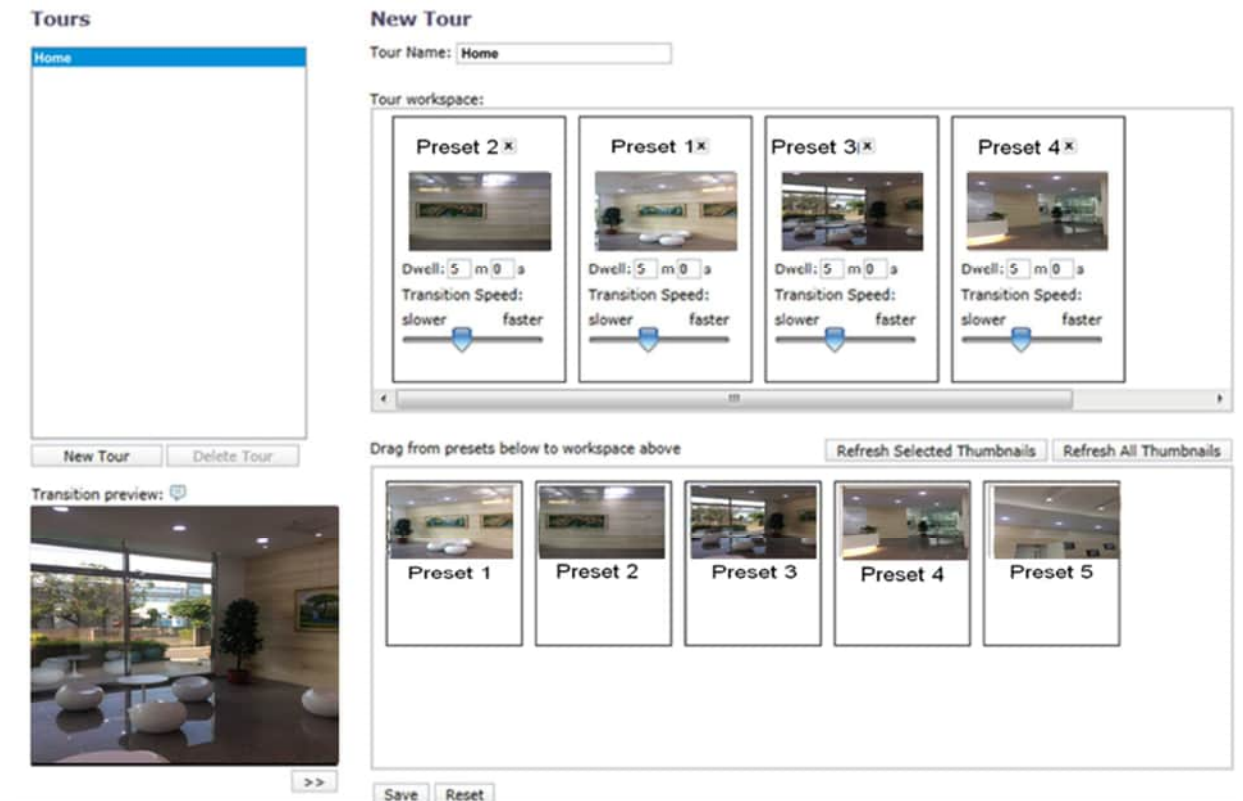 Tours
Home
New Tour
Delete Tour
Transition preview:
>>
New Tour
Tour Name: Home
Tour workspace:
Preset 2 x
Preset 1 x
Preset 3 x
Preset 4 x
Dwell: 5 m 0 s
Dwell: 5 m 0 s
Dwell: 5 m 0 s
Dwell: 5 m 0 s
Transition Speed:
Transition Speed:
Transition Speed:
Transition Speed:
slower faster
slower faster
slower faster
slower faster
Drag from presets below to workspace above
Refresh Selected Thumbnails
Refresh All Thumbnails
Preset 1
Preset 2
Preset 3
Preset 4
Preset 5
Save
Reset